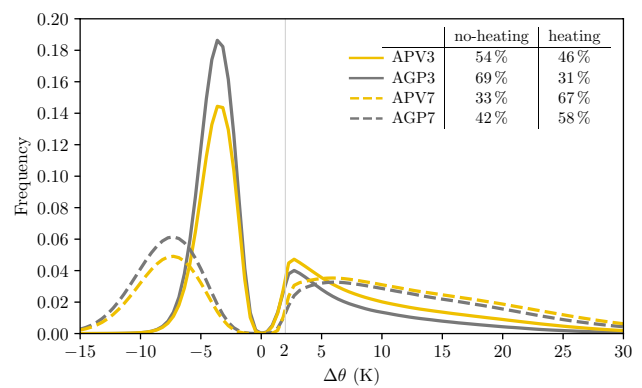 no-heating heating
APV3 54 % 46 %
AGP3 69 % 31 %
APV7 33 % 67 %
AGP7 42 % 58 %
Frequency
0.20
0.18
0.16
0.14
0.12
0.10
0.08
0.06
0.04
0.02
0.00
−15 −10 −5 0 2 5 10 15 20 25 30
Δθ (K)